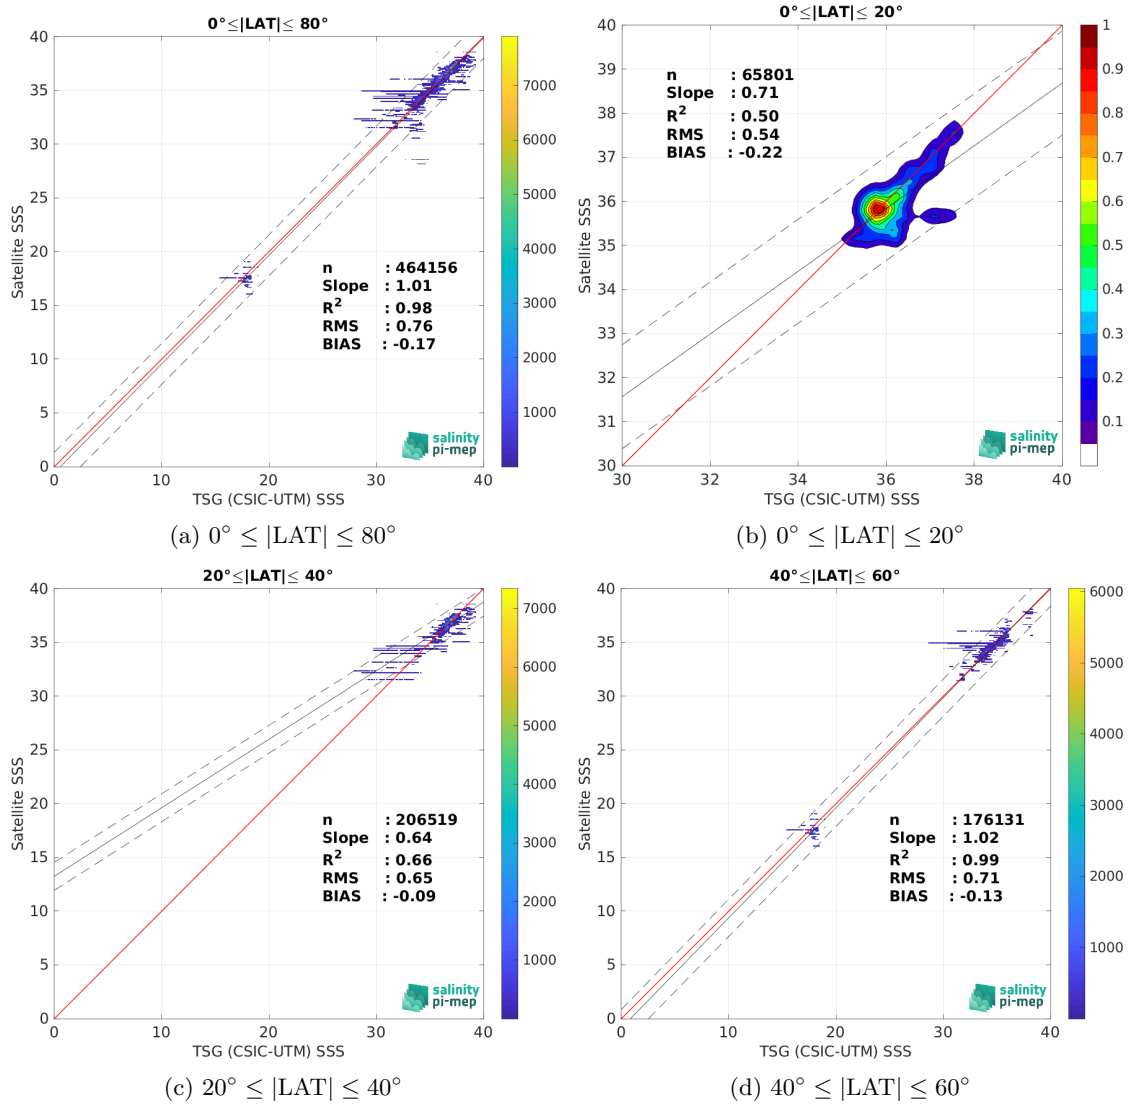 0°≤|LAT|≤ 80°
40
35
30
25
20
15
10
5
0
0
10
20
30
40
Satellite SSS
TSG (CSIC-UTM) SSS
n : 464156
Slope : 1.01
R² : 0.98
RMS : 0.76
BIAS : -0.17
salinity
pi-mep
7000
6000
5000
4000
3000
2000
1000
(a) 0° ≤ |LAT| ≤ 80°
0°≤|LAT|≤ 20°
40
39
38
37
36
35
34
33
32
31
30
30
32
34
36
38
40
Satellite SSS
TSG (CSIC-UTM) SSS
n : 65801
Slope : 0.71
R² : 0.50
RMS : 0.54
BIAS : -0.22
salinity
pi-mep
1
0.9
0.8
0.7
0.6
0.5
0.4
0.3
0.2
0.1
(b) 0° ≤ |LAT| ≤ 20°
20°≤|LAT|≤ 40°
40
35
30
25
20
15
10
5
0
0
10
20
30
40
Satellite SSS
TSG (CSIC-UTM) SSS
n : 206519
Slope : 0.64
R² : 0.66
RMS : 0.65
BIAS : -0.09
salinity
pi-mep
7000
6000
5000
4000
3000
2000
1000
(c) 20° ≤ |LAT| ≤ 40°
40°≤|LAT|≤ 60°
40
35
30
25
20
15
10
5
0
0
10
20
30
40
Satellite SSS
TSG (CSIC-UTM) SSS
n : 176131
Slope : 1.02
R² : 0.99
RMS : 0.71
BIAS : -0.13
salinity
pi-mep
6000
5000
4000
3000
2000
1000
(d) 40° ≤ |LAT| ≤ 60°